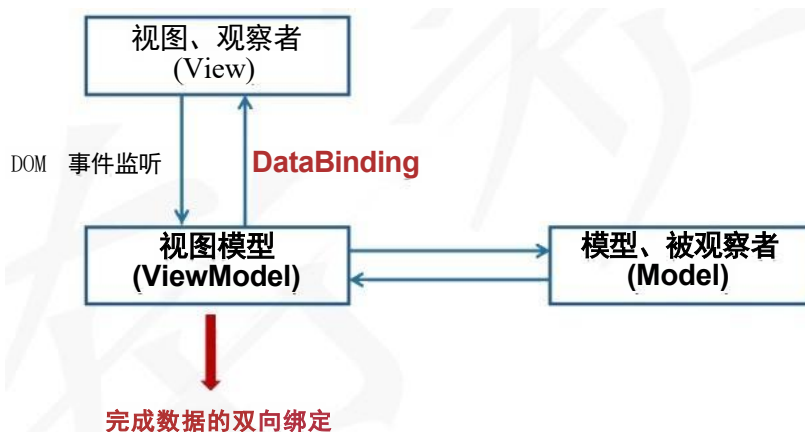 视图、观察者
(View)
DOM 事件监听
DataBinding
视图模型
(ViewModel)
模型、被观察者
(Model)
完成数据的双向绑定